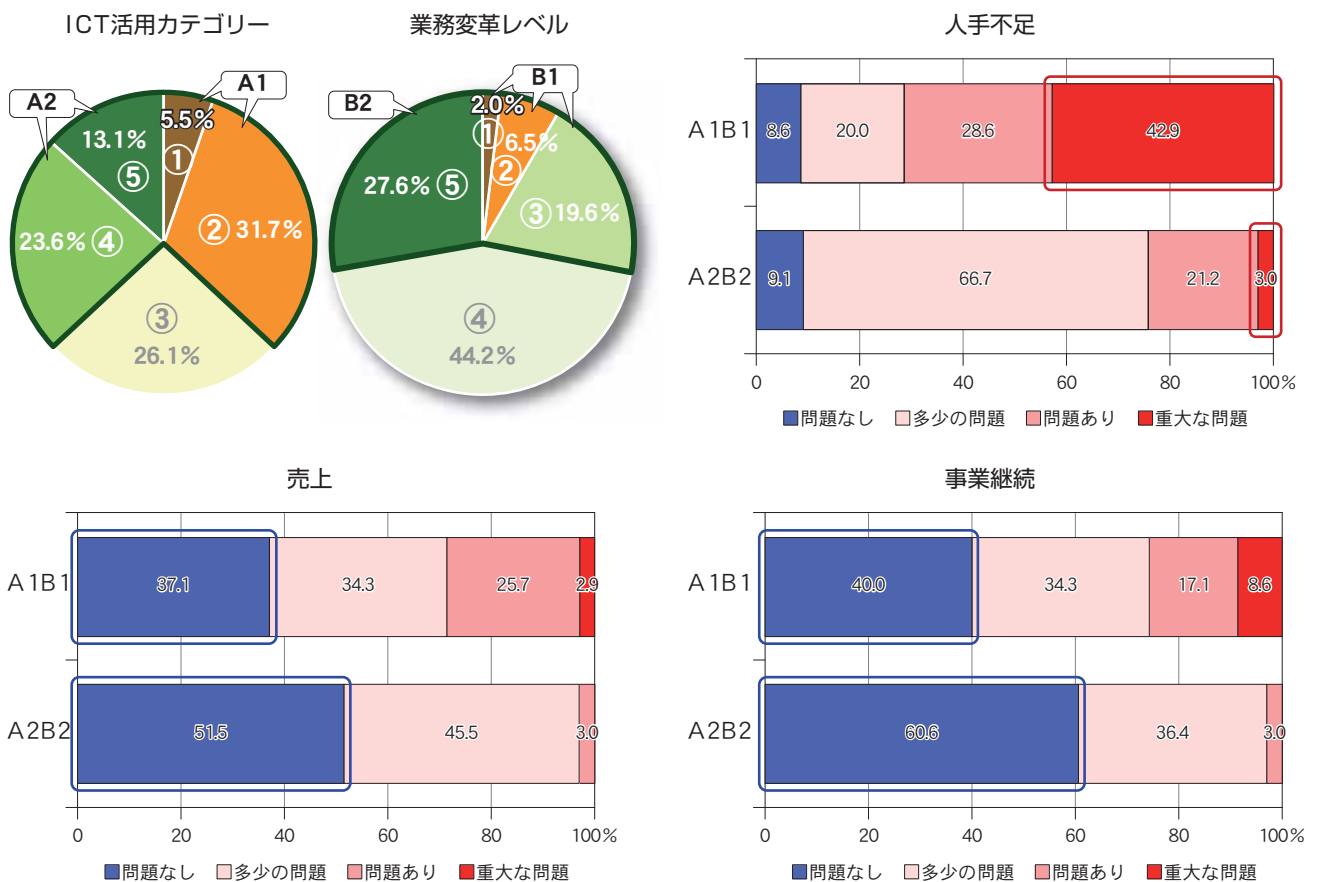 ICT活用カテゴリー
A1
A2
5.5%
①
13.1%
⑤
② 31.7%
23.6% ④
③
26.1%
業務変革レベル
B1
B2
2.0%
①
6.5%
②
27.6% ⑤
③ 19.6%
④
44.2%
人手不足
A1B1 8.6 20.0 28.6 42.9
A2B2 9.1 66.7 21.2 3.0
0 20 40 60 80 100%
問題なし 多少の問題 問題あり 重大な問題
売上
A1B1 37.1 34.3 25.7 2.9
A2B2 51.5 45.5 3.0
0 20 40 60 80 100%
問題なし 多少の問題 問題あり 重大な問題
事業継続
A1B1 40.0 34.3 17.1 8.6
A2B2 60.6 36.4 3.0
0 20 40 60 80 100%
問題なし 多少の問題 問題あり 重大な問題